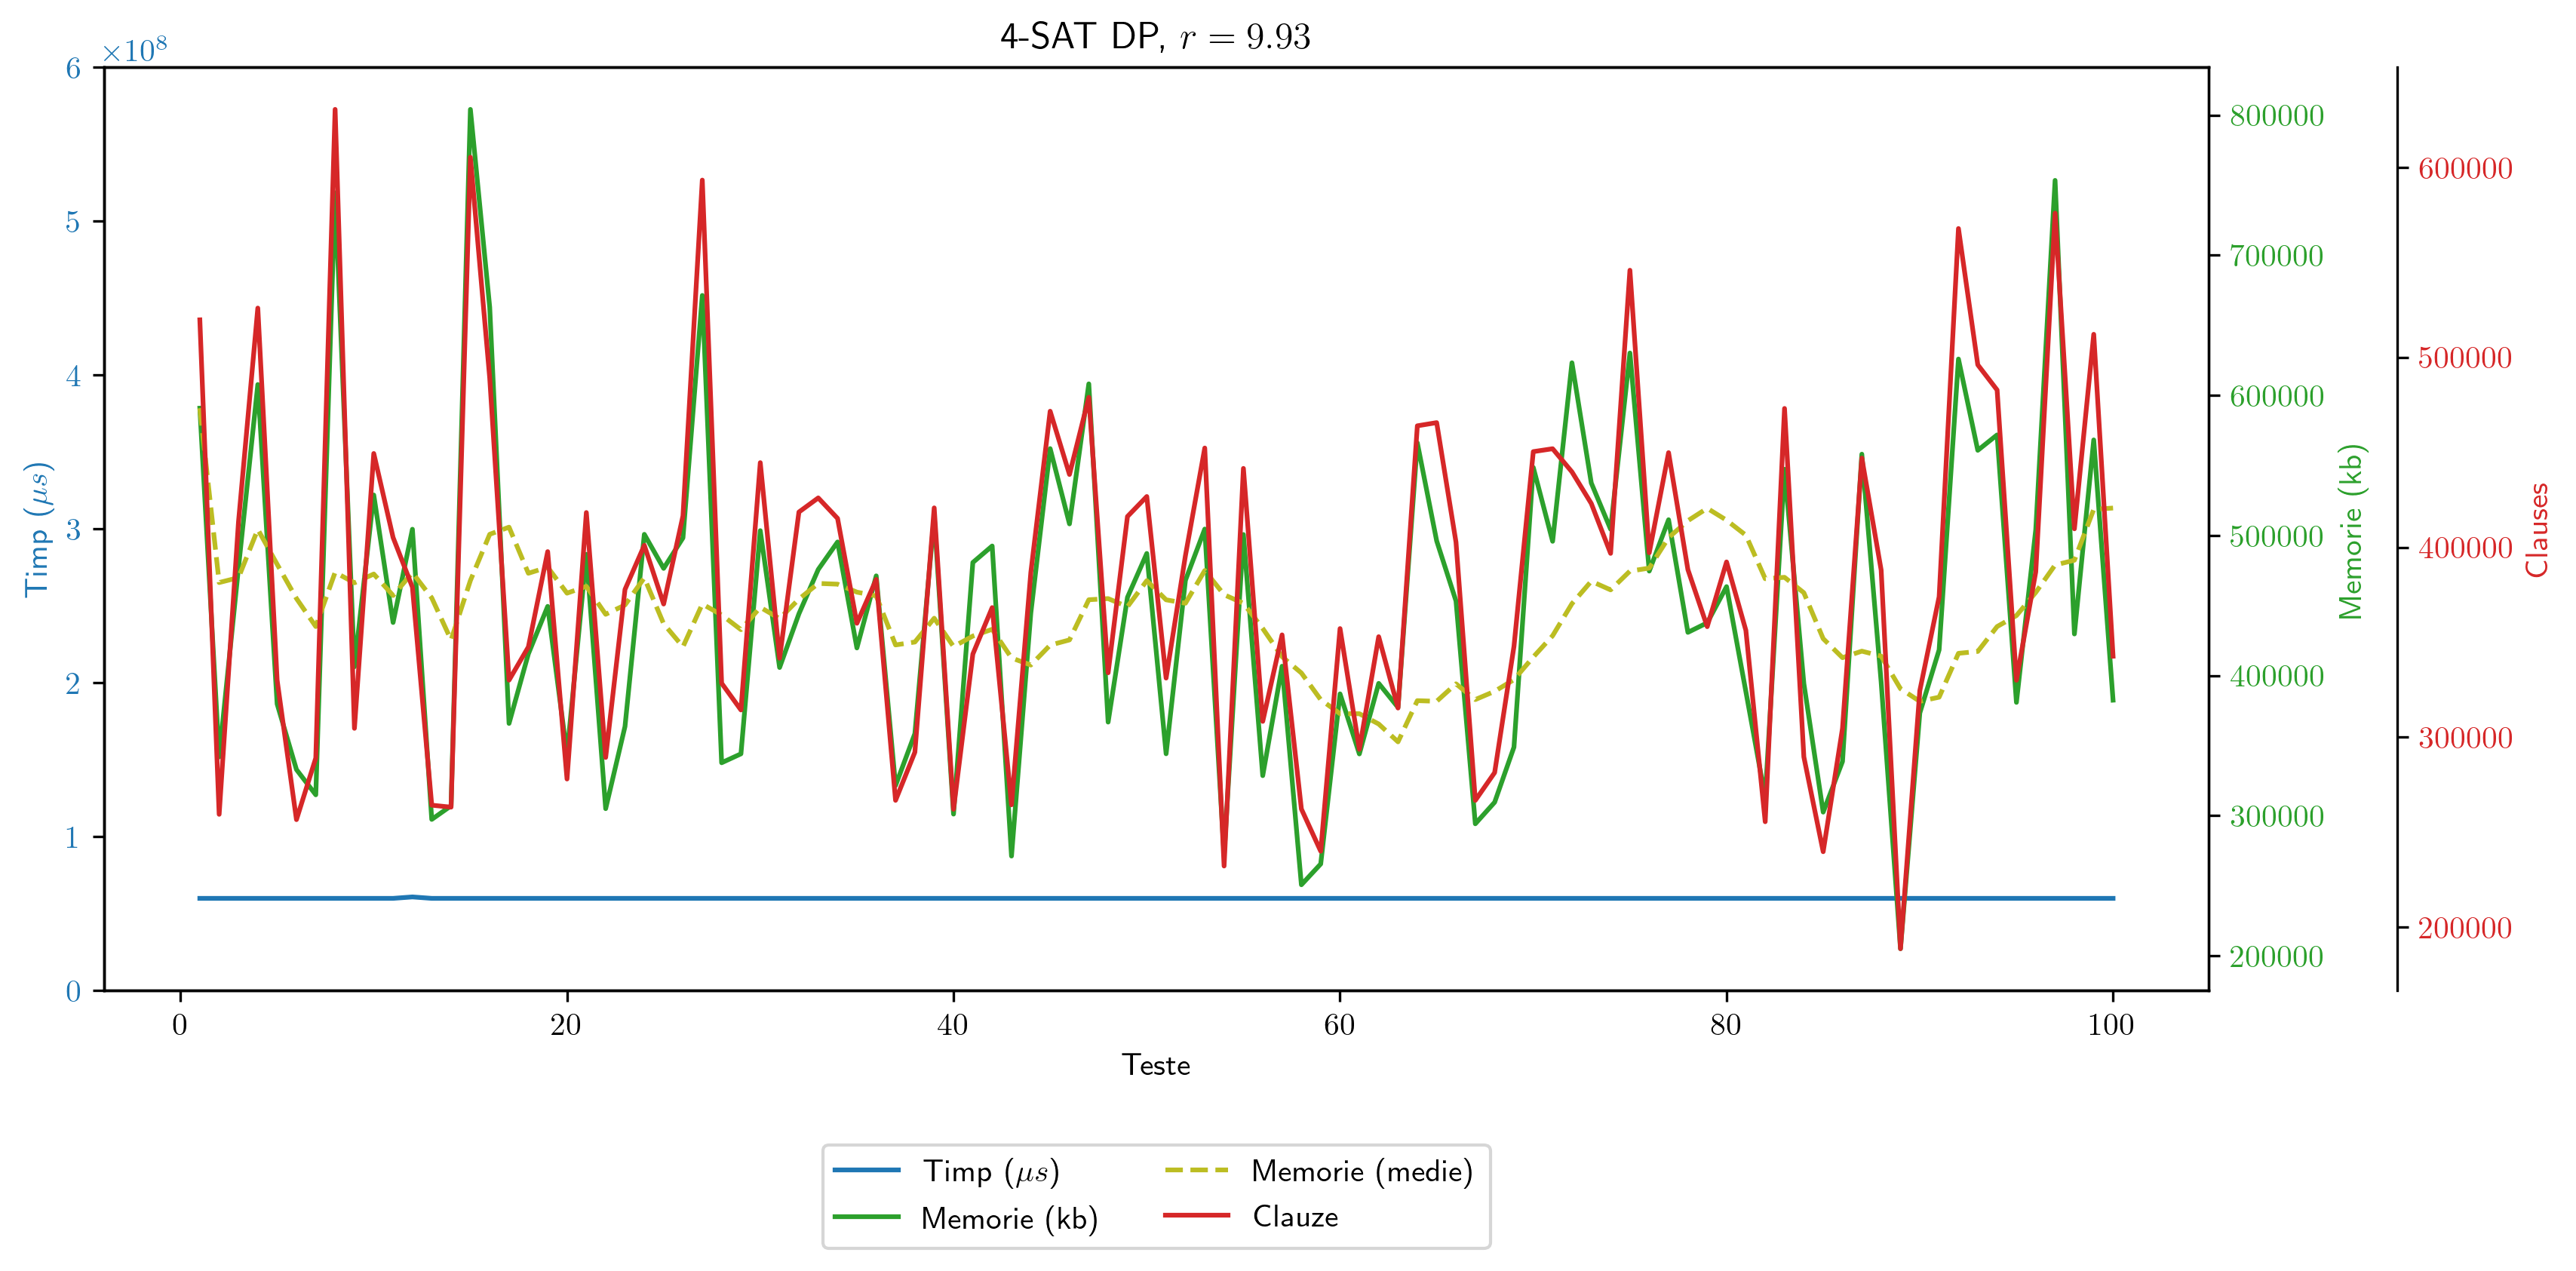 4-SAT DP, r = 9.93
×10⁸
6
5
4
3
2
1
0
Timp (μs)
0 20 40 60 80 100
Teste
800000
700000
600000
500000
400000
300000
200000
Memorie (kb)
600000
500000
400000
300000
200000
Clauses
Timp (μs)
Memorie (kb)
Memorie (medie)
Clauze